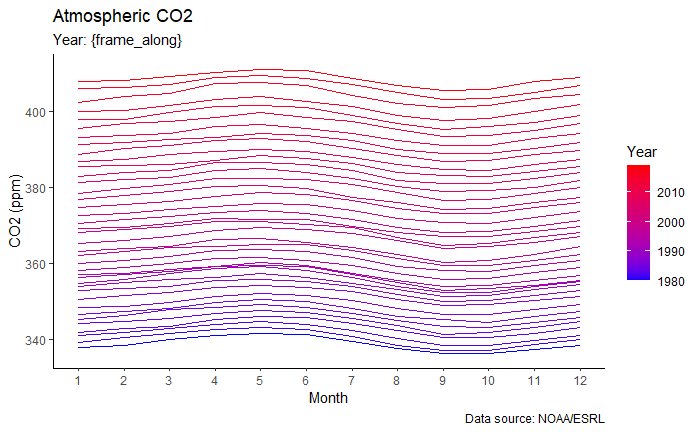 Atmospheric CO2
Year: {frame_along}
CO2 (ppm)
400
380
360
340
1 2 3 4 5 6 7 8 9 10 11 12
Month
Year
2010
2000
1990
1980
Data source: NOAA/ESRL